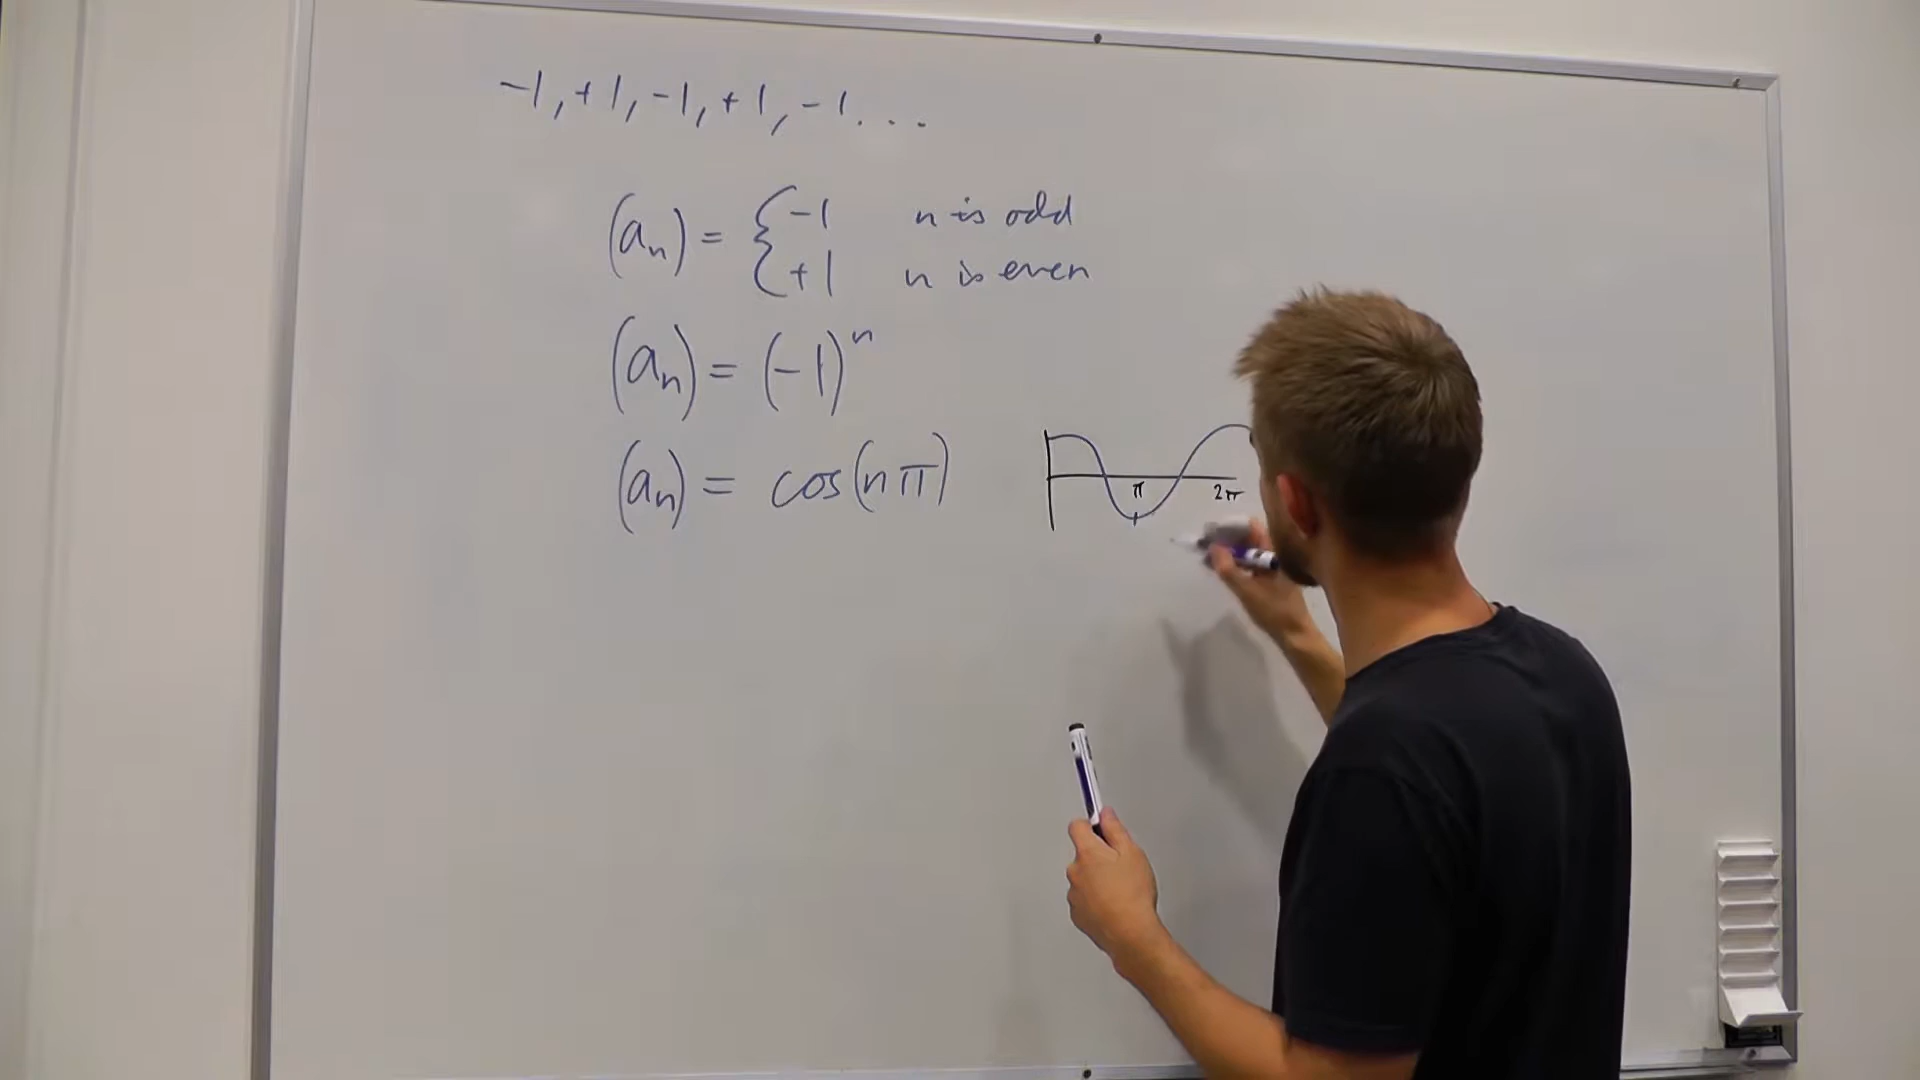 -1, +1, -1, +1, -1...
(aₙ) = { -1 n is odd
+1 n is even
(aₙ) = (-1)ⁿ
(aₙ) = cos(nπ)
π 2π